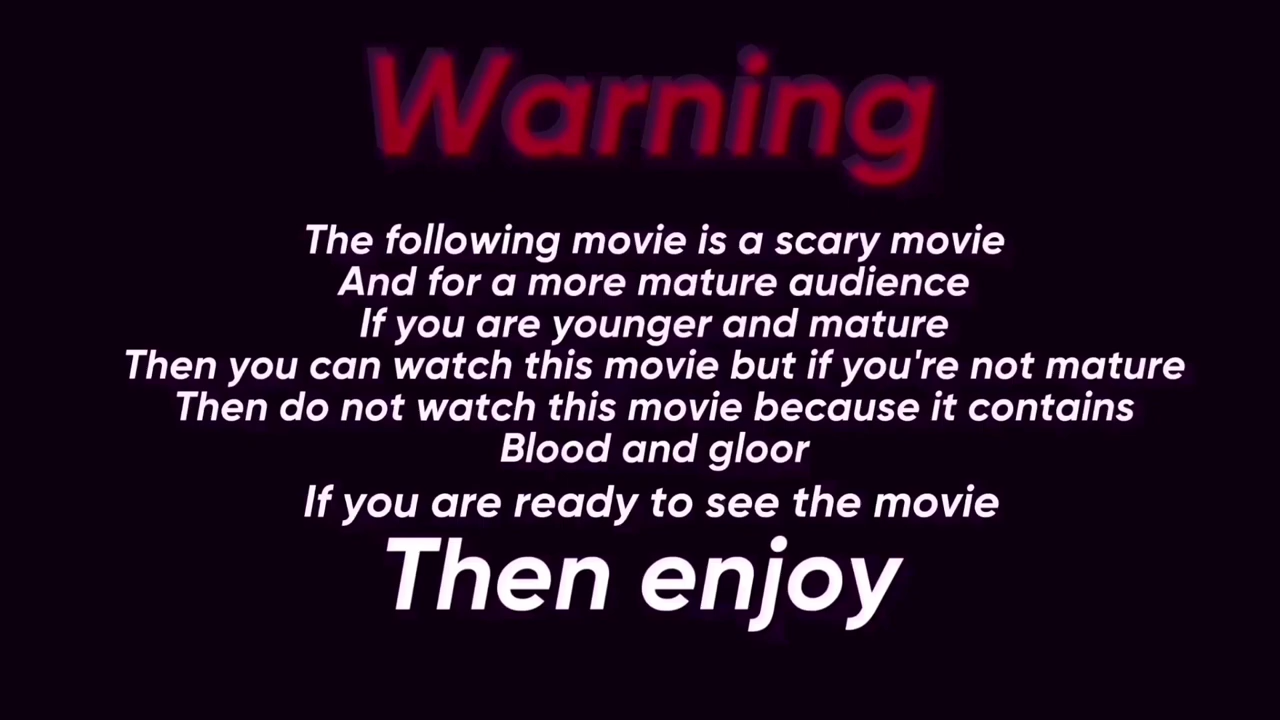 Warning
The following movie is a scary movie
And for a more mature audience
If you are younger and mature
Then you can watch this movie but if you're not mature
Then do not watch this movie because it contains
Blood and gloor
If you are ready to see the movie
Then enjoy